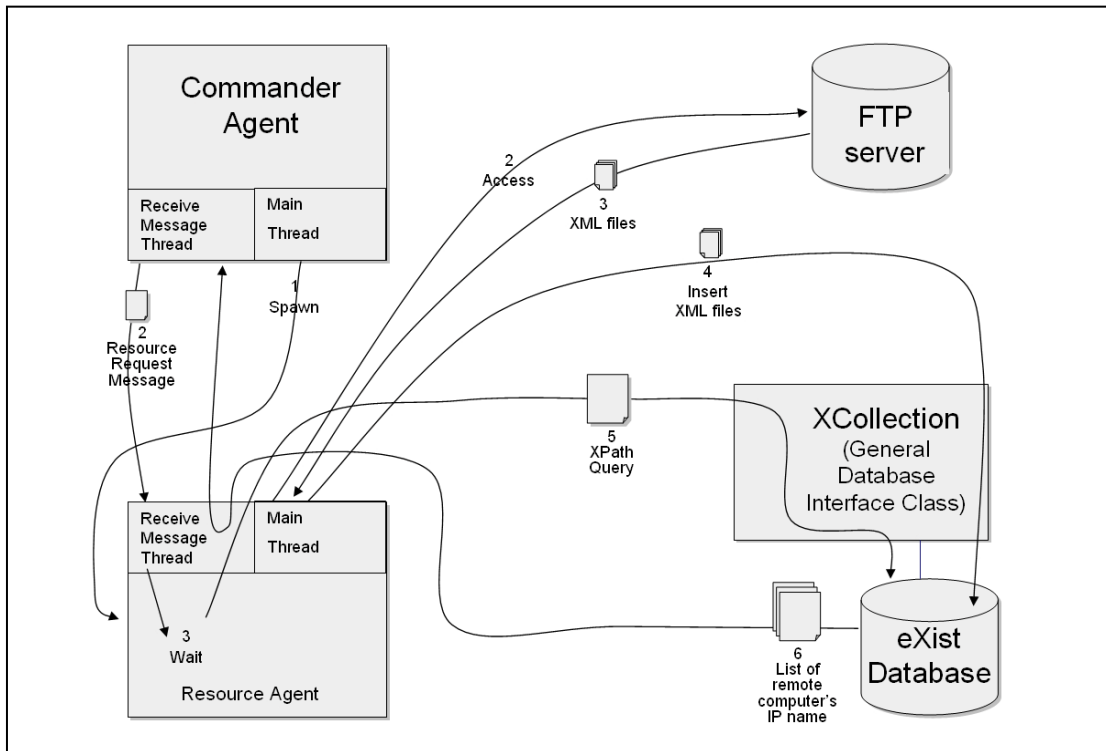 Commander
Agent
Receive
Message
Thread
Main
Thread
FTP
server
2
Access
3
XML files
4
Insert
XML files
1
Spawn
2
Resource
Request
Message
5
XPath
Query
XCollection
(General
Database
Interface Class)
Receive
Message
Thread
Main
Thread
3
Wait
Resource Agent
6
List of
remote
computer's
IP name
eXist
Database